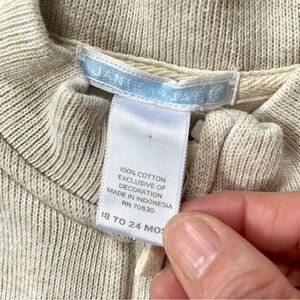 JANIE AND JACK
100% COTTON
EXCLUSIVE OF
DECORATION
MADE IN INDONESIA
RN 70530
18 TO 24 MOS